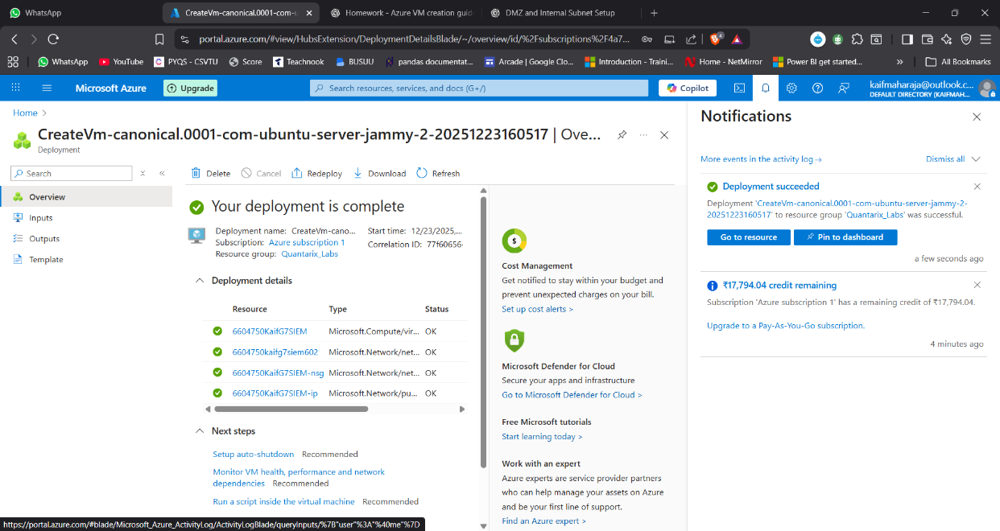 WhatsApp
CreateVm-canonical.0001-com-u
Homework - Azure VM creation guid
DMZ and Internal Subnet Setup
portal.azure.com/#view/HubsExtension/DeploymentDetailsBlade/~/overview/id/%2Fsubscriptions%2F4a7...
WhatsApp
YouTube
PYQS - CSVTU
Score
Teachnook
BUSUU
pandas documentat...
Arcade | Google Clo...
Introduction - Traini...
Home - NetMirror
Power BI get started...
»
All Bookmarks
Microsoft Azure
Upgrade
Search resources, services, and docs (G+/)
Copilot
kaifmaharaja@outlook.c...
DEFAULT DIRECTORY (KAIFMAH...
Home >
CreateVm-canonical.0001-com-ubuntu-server-jammy-2-20251223160517 | Ove...
Deployment
Search
Overview
Inputs
Outputs
Template
Delete
Cancel
Redeploy
Download
Refresh
Your deployment is complete
Deployment name: CreateVm-cano...
Subscription: Azure subscription 1
Resource group: Quantarix_Labs
Start time: 12/23/2025,...
Correlation ID: 77f60656-
Deployment details
Resource Type Status
6604750KaifG7SIEM Microsoft.Compute/vir... OK
6604750kaifg7siem602 Microsoft.Network/net... OK
6604750KaifG7SIEM-nsg Microsoft.Network/net... OK
6604750KaifG7SIEM-ip Microsoft.Network/pu... OK
Next steps
Setup auto-shutdown Recommended
Monitor VM health, performance and network
dependencies Recommended
Run a script inside the virtual machine Recommended
Cost Management
Get notified to stay within your budget and
prevent unexpected charges on your bill.
Set up cost alerts >
Microsoft Defender for Cloud
Secure your apps and infrastructure
Go to Microsoft Defender for Cloud >
Free Microsoft tutorials
Start learning today >
Work with an expert
Azure experts are service provider partners
who can help manage your assets on Azure
and be your first line of support.
Find an Azure expert >
Notifications
More events in the activity log →
Dismiss all
Deployment succeeded
Deployment 'CreateVm-canonical.0001-com-ubuntu-server-jammy-2-
20251223160517' to resource group 'Quantarix_Labs' was successful.
Go to resource
Pin to dashboard
a few seconds ago
₹17,794.04 credit remaining
Subscription 'Azure subscription 1' has a remaining credit of ₹17,794.04.
Upgrade to a Pay-As-You-Go subscription.
4 minutes ago
https://portal.azure.com/#blade/Microsoft_Azure_ActivityLog/ActivityLogBlade/queryInputs/%7B"user"%3A"%40me"%7D